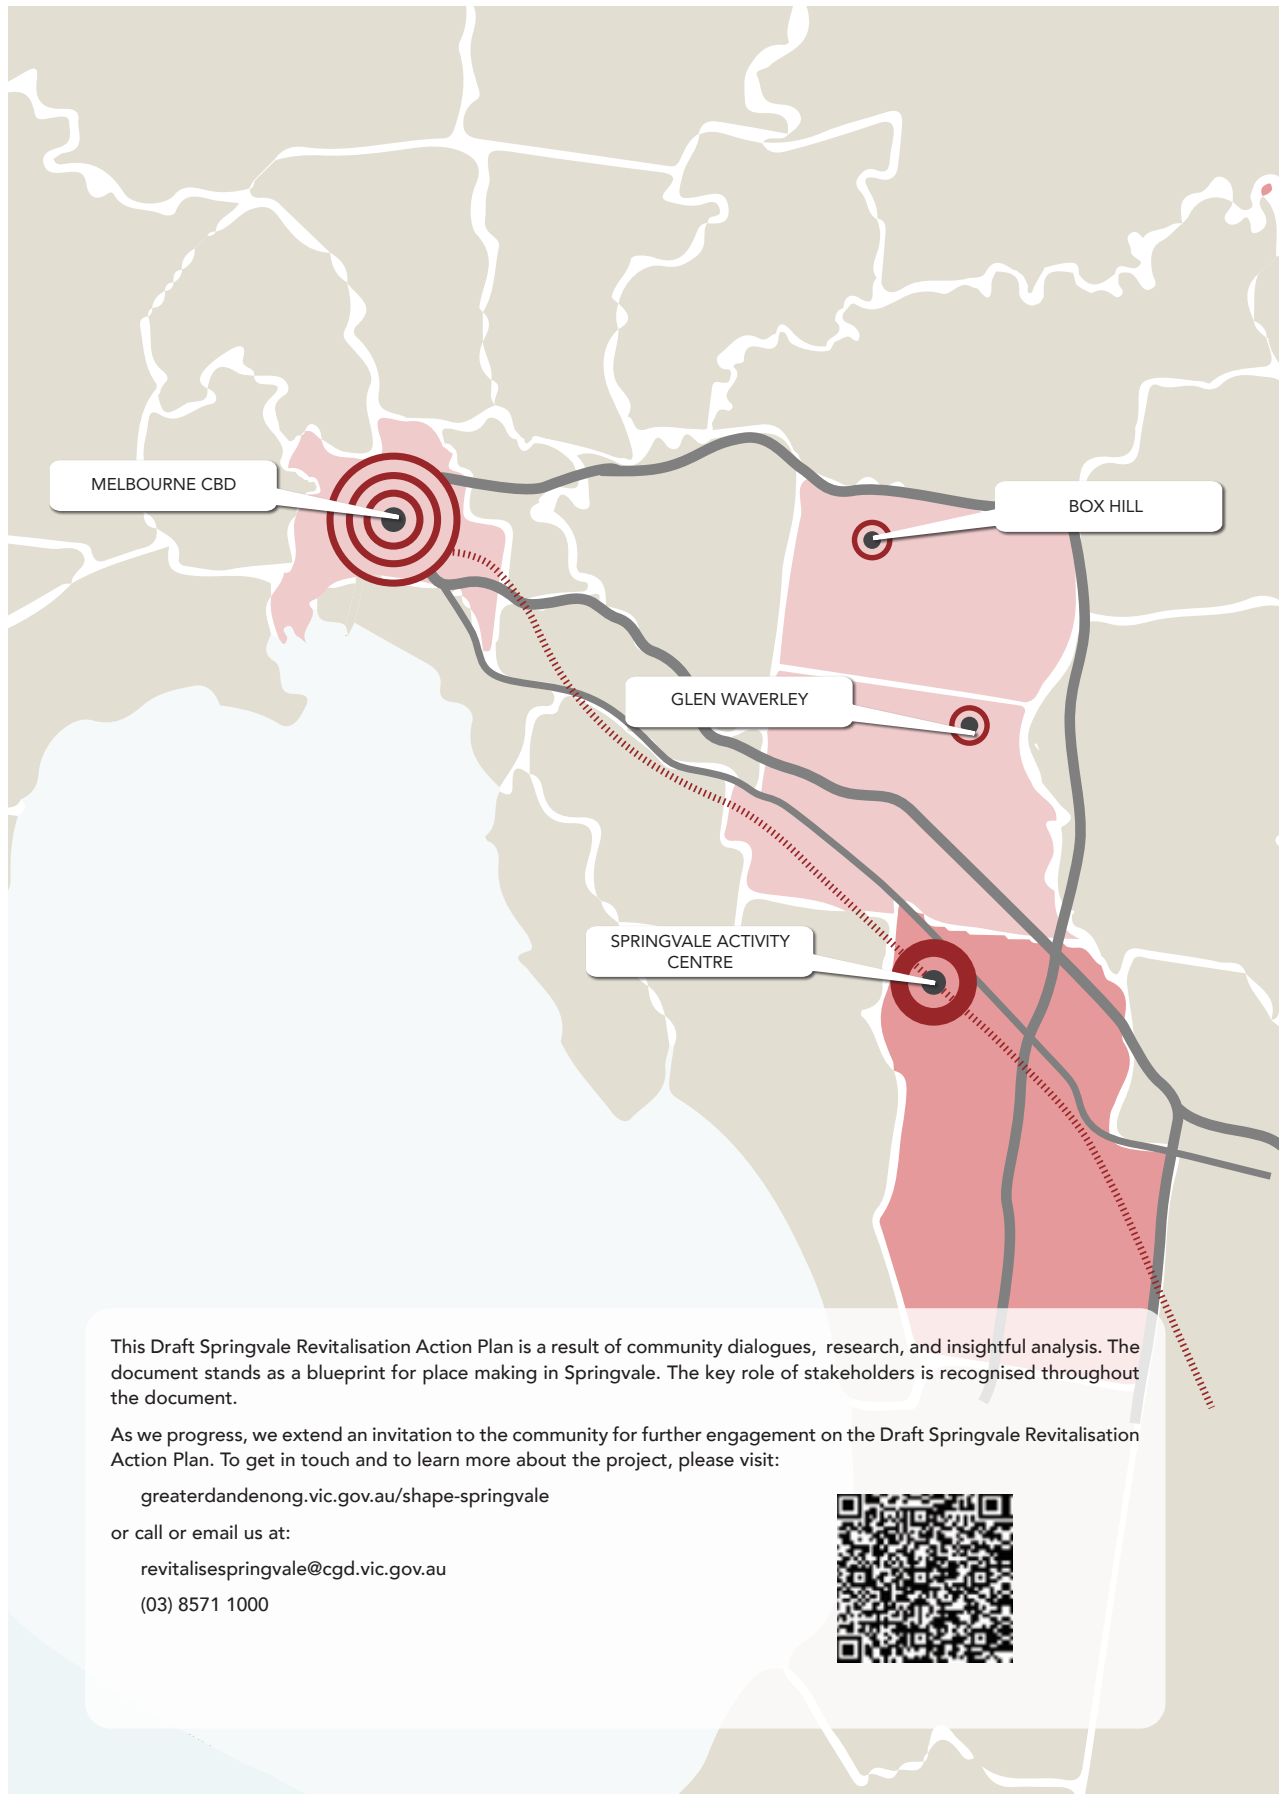 MELBOURNE CBD
BOX HILL
GLEN WAVERLEY
SPRINGVALE ACTIVITY
CENTRE
This Draft Springvale Revitalisation Action Plan is a result of community dialogues, research, and insightful analysis. The
document stands as a blueprint for place making in Springvale. The key role of stakeholders is recognised throughout
the document.
As we progress, we extend an invitation to the community for further engagement on the Draft Springvale Revitalisation
Action Plan. To get in touch and to learn more about the project, please visit:
greaterdandenong.vic.gov.au/shape-springvale
or call or email us at:
revitalisespringvale@cgd.vic.gov.au
(03) 8571 1000